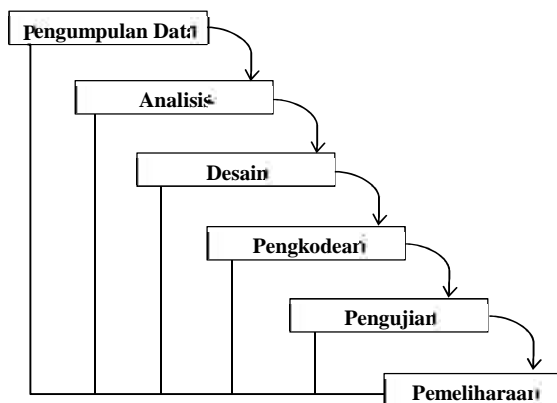 Pengumpulan Data
Analisis
Desain
Pengkodean
Pengujian
Pemeliharaan